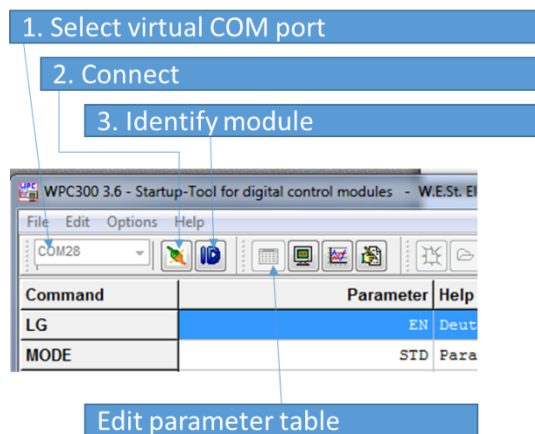 1. Select virtual COM port
2. Connect
3. Identify module
WPC300 3.6 - Startup-Tool for digital control modules - W.E.St. El
File Edit Options Help
COM28
ID
Command Parameter Help
LG EN Deut
MODE STD Para
Edit parameter table